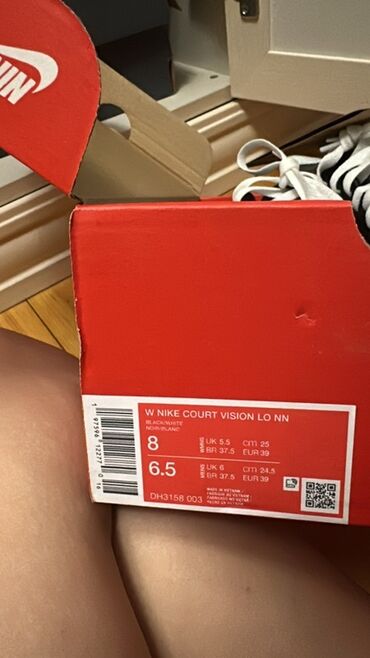 W NIKE COURT VISION LO NN
BLACK/WHITE
NOIR/BLANC
8 WMNS UK 5.5 cm 25
BR 37.5 EUR 39
6.5 MENS UK 6 cm 24.5
BR 37.5 EUR 39
DH3158 003
MADE IN VIETNAM